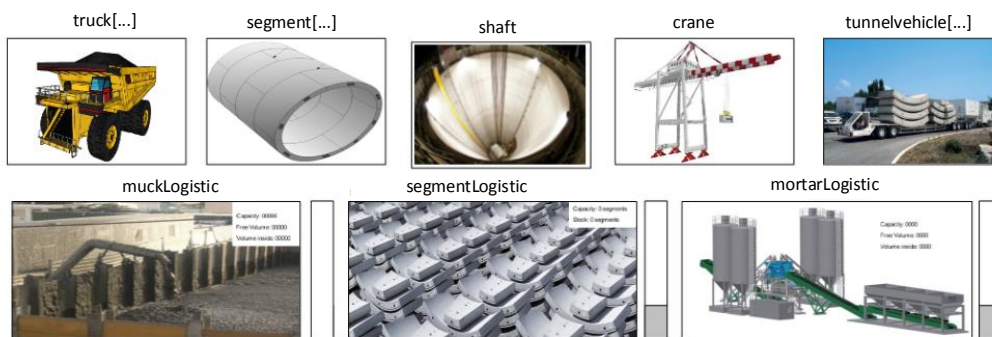 truck[...]
segment[...]
shaft
crane
tunnelvehicle[...]
muckLogistic
segmentLogistic
mortarLogistic
Capacity: 00000
Free Volume: 00000
Volume inside: 00000
Capacity: 0 segments
Stock: 0 segments
Capacity: 0000
Free Volume: 0000
Volume inside: 0000